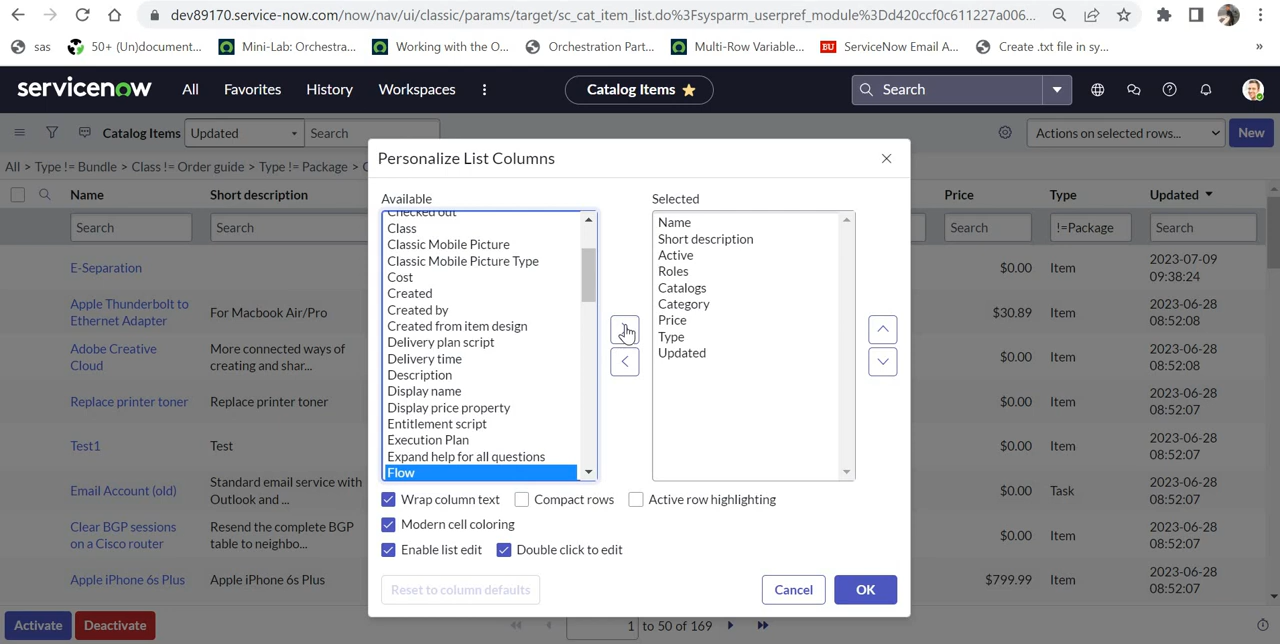 dev89170.service-now.com/now/nav/ui/classic/params/target/sc_cat_item_list.do%3Fsysparm_userpref_module%3Dd420ccf0c611227a006...
sas
50+ (Un)document...
Mini-Lab: Orchestra...
Working with the O...
Orchestration Part...
Multi-Row Variable...
BU
ServiceNow Email A...
Create .txt file in sy...
»
servicenow
All
Favorites
History
Workspaces
Catalog Items
Search
Catalog Items
Updated
Search
Actions on selected rows...
New
All > Type != Bundle > Class != Order guide > Type != Package >
Name
Short description
Price
Type
Updated
Search
Search
Search
!=Package
Search
E-Separation
$0.00
Item
2023-07-09
09:38:24
Apple Thunderbolt to
Ethernet Adapter
For Macbook Air/Pro
$30.89
Item
2023-06-28
08:52:08
Adobe Creative
Cloud
More connected ways of
creating and shar...
$0.00
Item
2023-06-28
08:52:08
Replace printer toner
Replace printer toner
$0.00
Item
2023-06-28
08:52:07
Test1
Test
$0.00
Item
2023-06-28
08:52:07
Email Account (old)
Standard email service with
Outlook and ...
$0.00
Task
2023-06-28
08:52:07
Clear BGP sessions
on a Cisco router
Resend the complete BGP
table to neighbo...
$0.00
Item
2023-06-28
08:52:07
Apple iPhone 6s Plus
Apple iPhone 6s Plus
$799.99
Item
2023-06-28
08:52:07
Personalize List Columns
Available
Checked out
Class
Classic Mobile Picture
Classic Mobile Picture Type
Cost
Created
Created by
Created from item design
Delivery plan script
Delivery time
Description
Display name
Display price property
Entitlement script
Execution Plan
Expand help for all questions
Flow
Selected
Name
Short description
Active
Roles
Catalogs
Category
Price
Type
Updated
Wrap column text
Compact rows
Active row highlighting
Modern cell coloring
Enable list edit
Double click to edit
Reset to column defaults
Cancel
OK
Activate
Deactivate
1 to 50 of 169